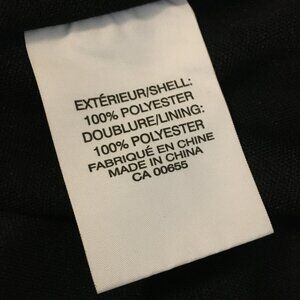 EXTÉRIEUR/SHELL:
100% POLYESTER
DOUBLURE/LINING:
100% POLYESTER
FABRIQUÉ EN CHINE
MADE IN CHINA
CA 00655